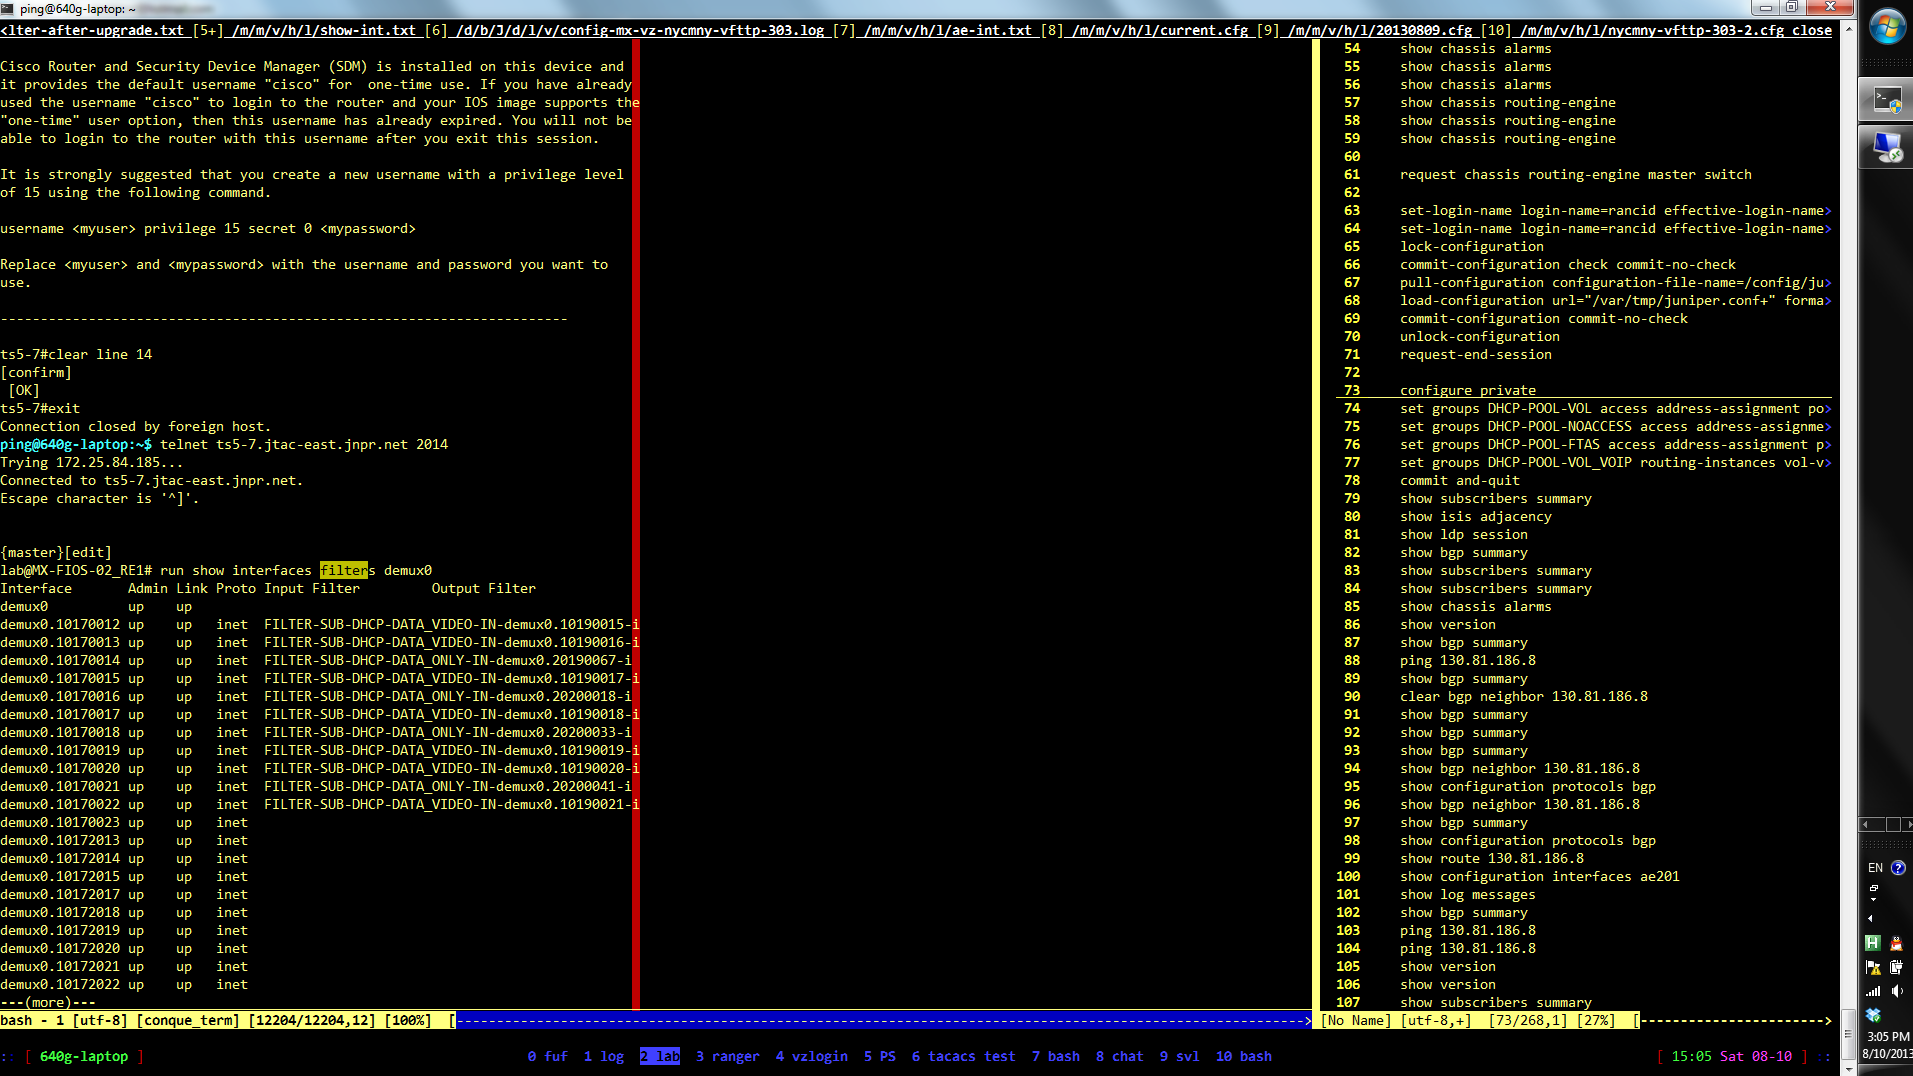 ping@640g-laptop: ~
<lter-after-upgrade.txt [5+] /m/m/v/h/l/show-int.txt [6] /d/b/J/d/l/v/config-mx-vz-nycmny-vfttp-303.log [7] /m/m/v/h/l/ae-int.txt [8] /m/m/v/h/l/current.cfg [9] /m/m/v/h/l/20130809.cfg [10] /m/m/v/h/l/nycmny-vfttp-303-2.cfg close
Cisco Router and Security Device Manager (SDM) is installed on this device and
it provides the default username "cisco" for  one-time use. If you have already
used the username "cisco" to login to the router and your IOS image supports the
"one-time" user option, then this username has already expired. You will not be
able to login to the router with this username after you exit this session.
It is strongly suggested that you create a new username with a privilege level
of 15 using the following command.
username <myuser> privilege 15 secret 0 <mypassword>
Replace <myuser> and <mypassword> with the username and password you want to
use.
-----------------------------------------------------------------------
ts5-7#clear line 14
[confirm]
 [OK]
ts5-7#exit
Connection closed by foreign host.
ping@640g-laptop:~$ telnet ts5-7.jtac-east.jnpr.net 2014
Trying 172.25.84.185...
Connected to ts5-7.jtac-east.jnpr.net.
Escape character is '^]'.
{master}[edit]
lab@MX-FIOS-02_RE1# run show interfaces filters demux0
Interface       Admin Link Proto Input Filter         Output Filter
demux0          up    up
demux0.10170012 up    up   inet  FILTER-SUB-DHCP-DATA_VIDEO-IN-demux0.10190015-i
demux0.10170013 up    up   inet  FILTER-SUB-DHCP-DATA_VIDEO-IN-demux0.10190016-i
demux0.10170014 up    up   inet  FILTER-SUB-DHCP-DATA_ONLY-IN-demux0.20190067-i
demux0.10170015 up    up   inet  FILTER-SUB-DHCP-DATA_VIDEO-IN-demux0.10190017-i
demux0.10170016 up    up   inet  FILTER-SUB-DHCP-DATA_ONLY-IN-demux0.20200018-i
demux0.10170017 up    up   inet  FILTER-SUB-DHCP-DATA_VIDEO-IN-demux0.10190018-i
demux0.10170018 up    up   inet  FILTER-SUB-DHCP-DATA_ONLY-IN-demux0.20200033-i
demux0.10170019 up    up   inet  FILTER-SUB-DHCP-DATA_VIDEO-IN-demux0.10190019-i
demux0.10170020 up    up   inet  FILTER-SUB-DHCP-DATA_VIDEO-IN-demux0.10190020-i
demux0.10170021 up    up   inet  FILTER-SUB-DHCP-DATA_ONLY-IN-demux0.20200041-i
demux0.10170022 up    up   inet  FILTER-SUB-DHCP-DATA_VIDEO-IN-demux0.10190021-i
demux0.10170023 up    up   inet
demux0.10172013 up    up   inet
demux0.10172014 up    up   inet
demux0.10172015 up    up   inet
demux0.10172017 up    up   inet
demux0.10172018 up    up   inet
demux0.10172019 up    up   inet
demux0.10172020 up    up   inet
demux0.10172021 up    up   inet
demux0.10172022 up    up   inet
---(more)---
54 show chassis alarms
55 show chassis alarms
56 show chassis alarms
57 show chassis routing-engine
58 show chassis routing-engine
59 show chassis routing-engine
60
61 request chassis routing-engine master switch
62
63 set-login-name login-name=rancid effective-login-name>
64 set-login-name login-name=rancid effective-login-name>
65 lock-configuration
66 commit-configuration check commit-no-check
67 pull-configuration configuration-file-name=/config/ju>
68 load-configuration url="/var/tmp/juniper.conf+" forma>
69 commit-configuration commit-no-check
70 unlock-configuration
71 request-end-session
72
73 configure private
74 set groups DHCP-POOL-VOL access address-assignment po>
75 set groups DHCP-POOL-NOACCESS access address-assignme>
76 set groups DHCP-POOL-FTAS access address-assignment p>
77 set groups DHCP-POOL-VOL_VOIP routing-instances vol-v>
78 commit and-quit
79 show subscribers summary
80 show isis adjacency
81 show ldp session
82 show bgp summary
83 show subscribers summary
84 show subscribers summary
85 show chassis alarms
86 show version
87 show bgp summary
88 ping 130.81.186.8
89 show bgp summary
90 clear bgp neighbor 130.81.186.8
91 show bgp summary
92 show bgp summary
93 show bgp summary
94 show bgp neighbor 130.81.186.8
95 show configuration protocols bgp
96 show bgp neighbor 130.81.186.8
97 show bgp summary
98 show configuration protocols bgp
99 show route 130.81.186.8
100 show configuration interfaces ae201
101 show log messages
102 show bgp summary
103 ping 130.81.186.8
104 ping 130.81.186.8
105 show version
106 show version
107 show subscribers summary
bash - 1 [utf-8] [conque_term] [12204/12204,12] [100%]  [
[No Name] [utf-8,+]  [73/268,1] [27%]  [
:: [ 640g-laptop ]
0 fuf  1 log  2 lab  3 ranger  4 vzlogin  5 PS  6 tacacs test  7 bash  8 chat  9 svl  10 bash
[ 15:05 Sat 08-10 ] ::
EN
3:05 PM
8/10/2013